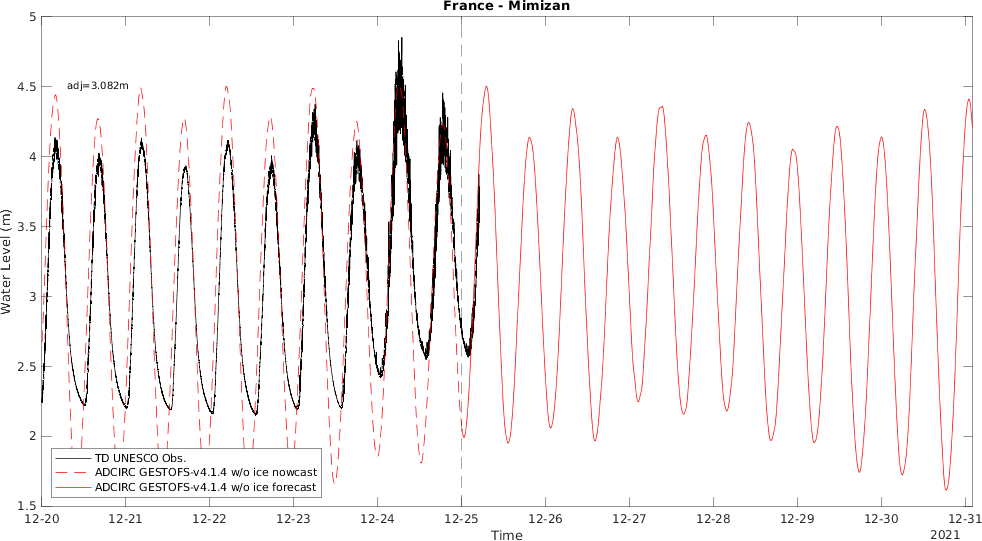 France - Mimizan
5
4.5
4
3.5
3
2.5
2
1.5
Water Level (m)
adj=3.082m
TD UNESCO Obs.
ADCIRC GESTOFS-v4.1.4 w/o ice nowcast
ADCIRC GESTOFS-v4.1.4 w/o ice forecast
12-20 12-21 12-22 12-23 12-24 12-25 12-26 12-27 12-28 12-29 12-30 12-31
Time
2021